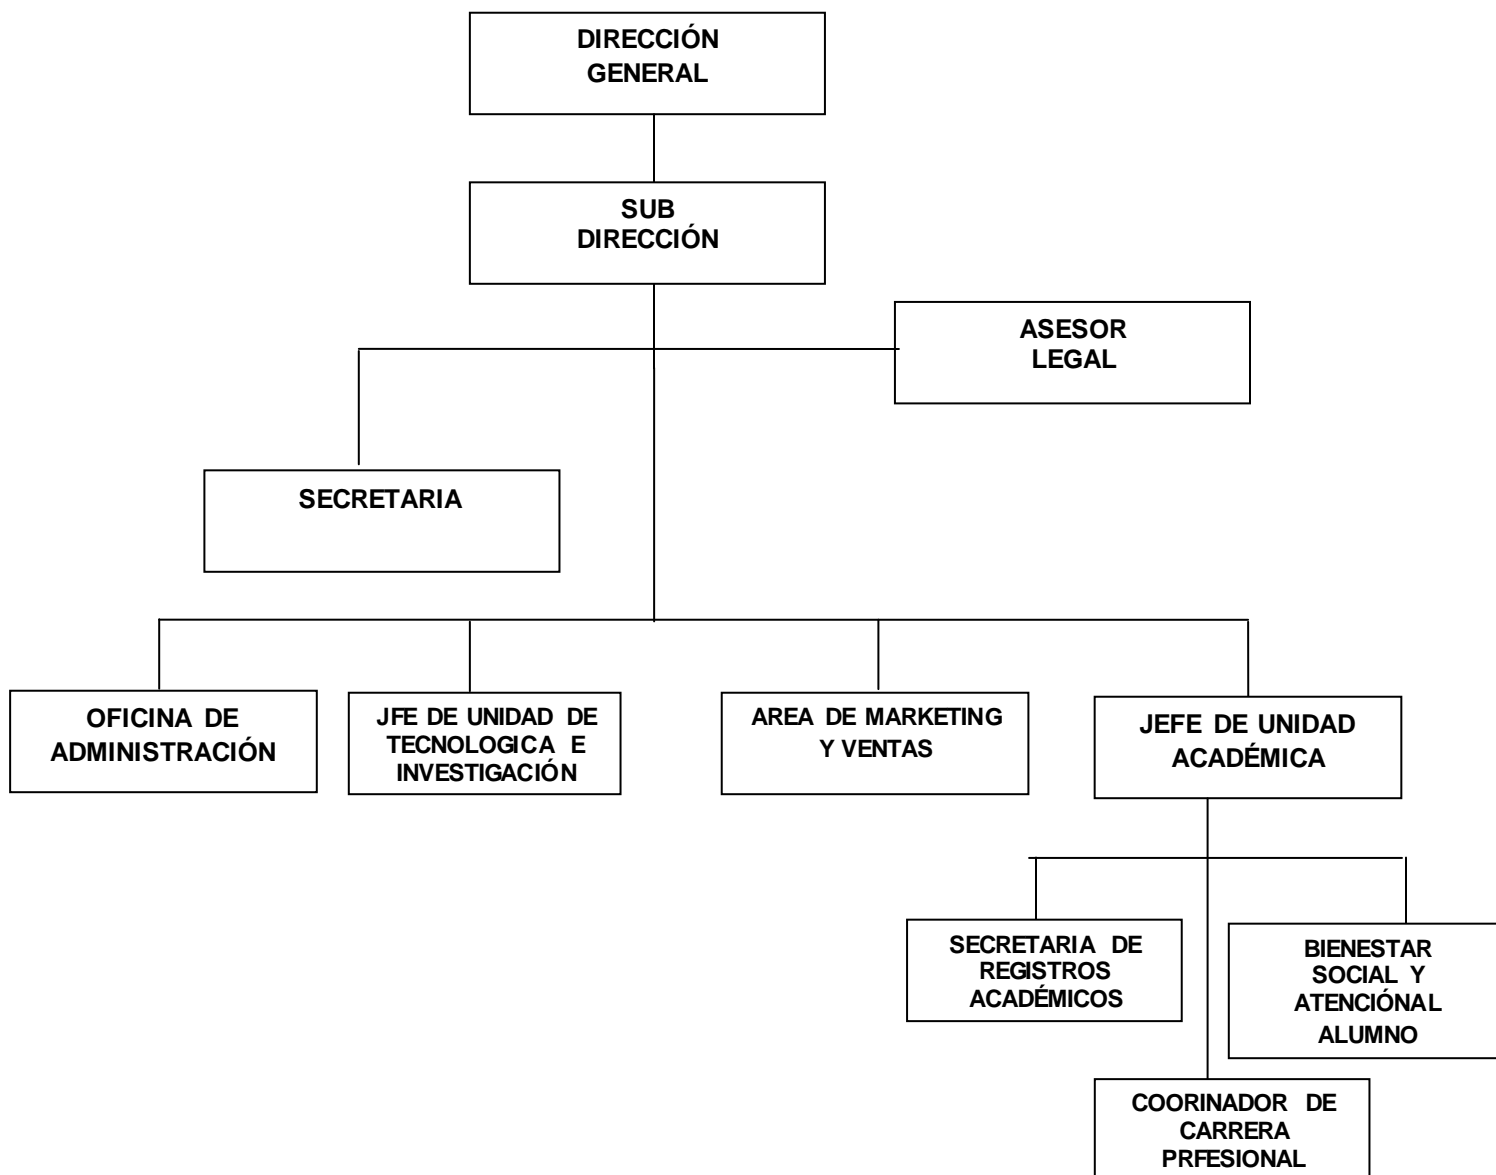 DIRECCIÓN
GENERAL
SUB
DIRECCIÓN
ASESOR
LEGAL
SECRETARIA
OFICINA DE
ADMINISTRACIÓN
JFE DE UNIDAD DE
TECNOLOGICA E
INVESTIGACIÓN
AREA DE MARKETING
Y VENTAS
JEFE DE UNIDAD
ACADÉMICA
SECRETARIA DE
REGISTROS
ACADÉMICOS
BIENESTAR
SOCIAL Y
ATENCIÓNAL
ALUMNO
COORINADOR DE
CARRERA
PRFESIONAL